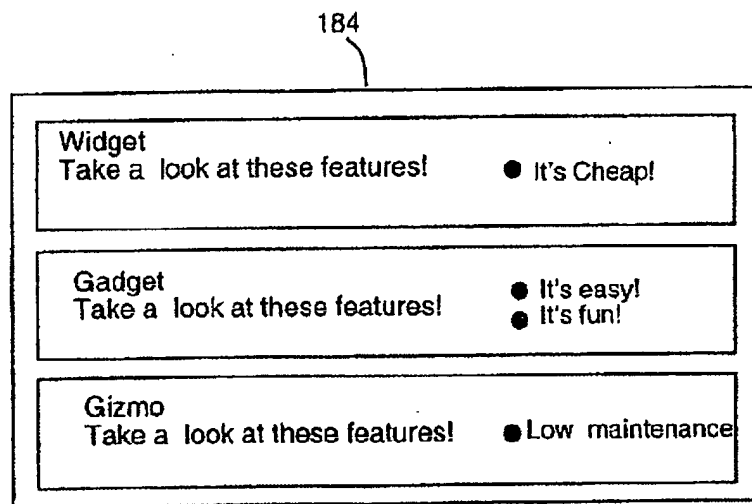 184
Widget
Take a look at these features! ● It's Cheap!
Gadget
Take a look at these features!
● It's easy!
● It's fun!
Gizmo
Take a look at these features! ● Low maintenance